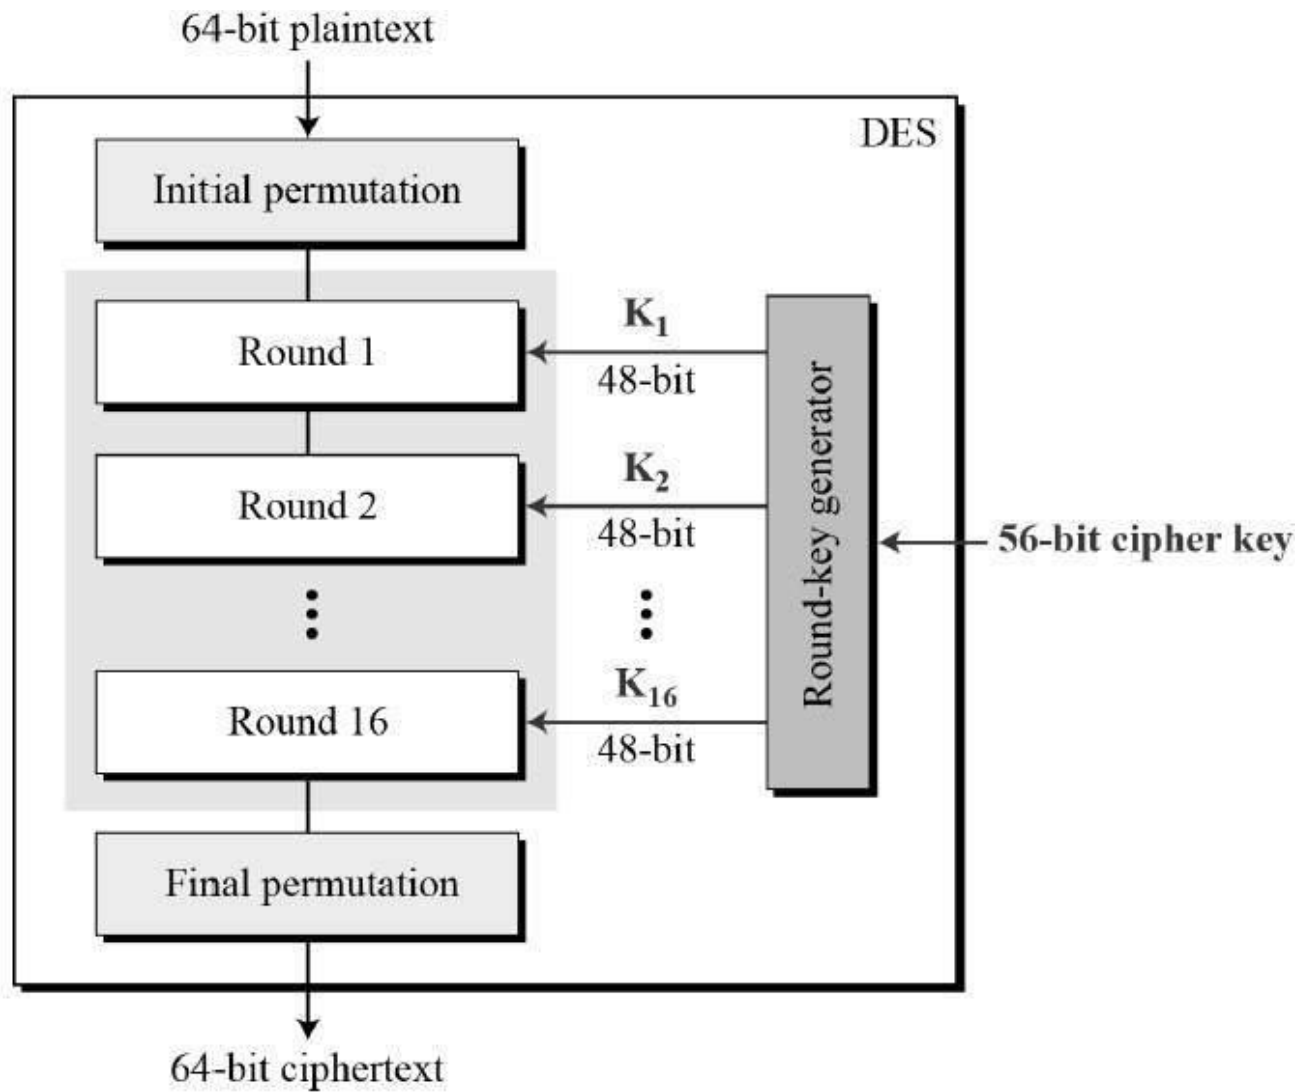 64-bit plaintext
DES
Initial permutation
Round 1
K1
48-bit
Round 2
K2
48-bit
Round-key generator
56-bit cipher key
Round 16
K16
48-bit
Final permutation
64-bit ciphertext